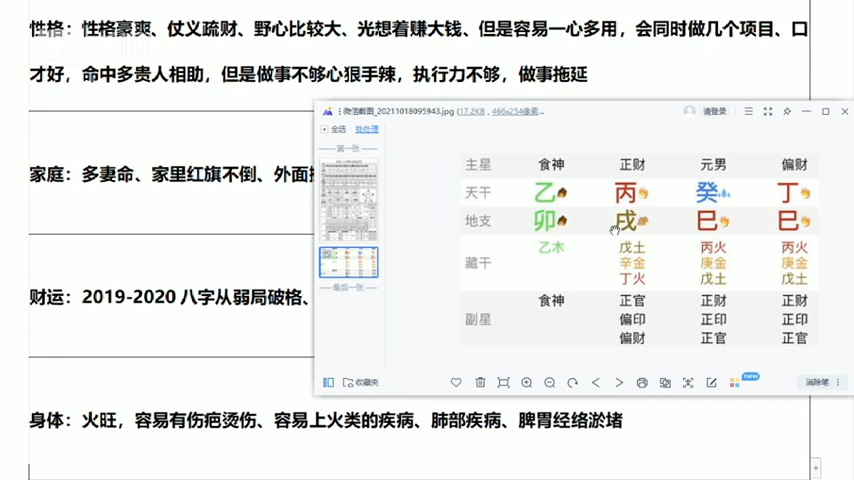 性格：性格豪爽、仗义疏财、野心比较大、光想着赚大钱、但是容易一心多用，会同时做几个项目、口
才好，命中多贵人相助，但是做事不够心狠手辣，执行力不够，做事拖延
微信截图_20211018095943.jpg (17.2KB , 466x254像素...
请登录
全选 批处理
第一张
最后一张
主星 食神 正财 元男 偏财
天干 乙 丙 癸 丁
地支 卯 戌 巳 巳
藏干
乙木 戊土 丙火 丙火
辛金 庚金 庚金
丁火 戊土 戊土
副星
食神 正官 正财 正财
偏印 正印 正印
偏财 正官 正官
收藏夹
new
消除笔
家庭：多妻命、家里红旗不倒、外面
财运：2019-2020 八字从弱局破格、
身体：火旺，容易有伤疤烫伤、容易上火类的疾病、肺部疾病、脾胃经络淤堵